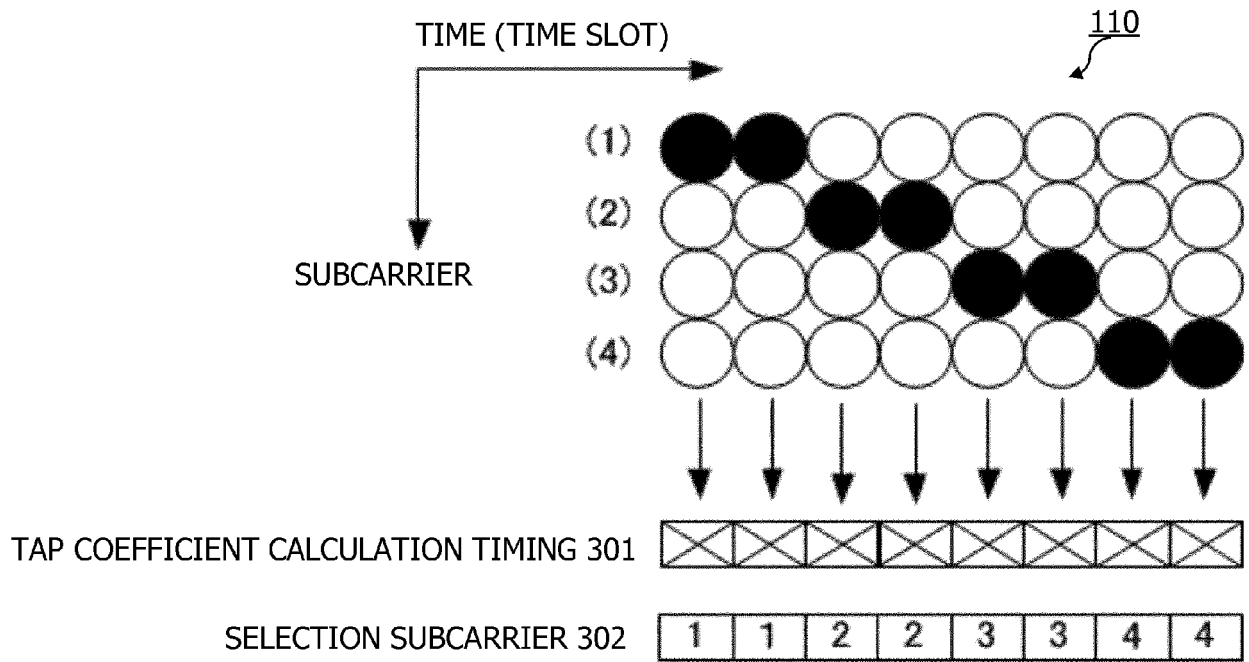 110
TIME (TIME SLOT)
(1)
(2)
SUBCARRIER
(3)
(4)
TAP COEFFICIENT CALCULATION TIMING 301
SELECTION SUBCARRIER 302 1 1 2 2 3 3 4 4